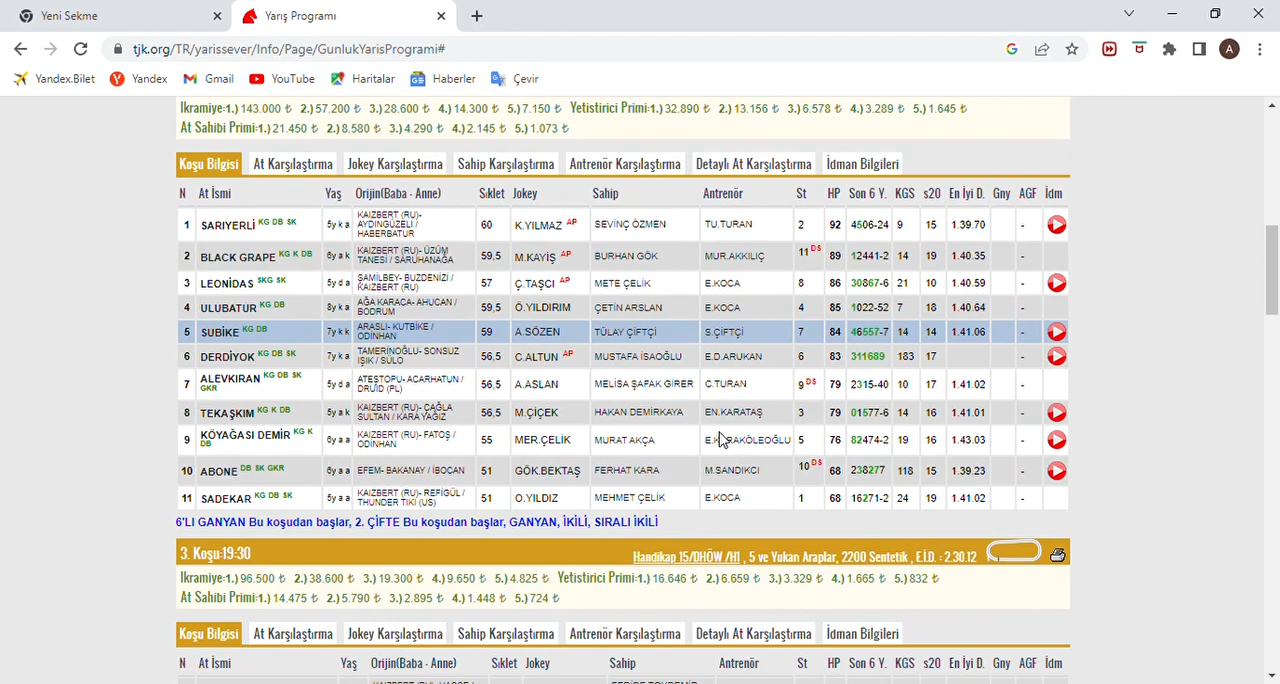 Yeni Sekme
Yarış Programı
tjk.org/TR/yarissever/Info/Page/GunlukYarisProgrami#
A
Yandex.Bilet Yandex Gmail YouTube Haritalar Haberler Çevir
Ikramiye:1.) 143.000 ₺ 2.) 57.200 ₺ 3.) 28.600 ₺ 4.) 14.300 ₺ 5.) 7.150 ₺ Yetistirici Primi:1.) 32.890 ₺ 2.) 13.156 ₺ 3.) 6.578 ₺ 4.) 3.289 ₺ 5.) 1.645 ₺
At Sahibi Primi:1.) 21.450 ₺ 2.) 8.580 ₺ 3.) 4.290 ₺ 4.) 2.145 ₺ 5.) 1.073 ₺
Koşu Bilgisi At Karşılaştırma Jokey Karşılaştırma Sahip Karşılaştırma Antrenör Karşılaştırma Detaylı At Karşılaştırma İdman Bilgileri
N At İsmi Yaş Orijin(Baba - Anne) Sıklet Jokey Sahip Antrenör St HP Son 6 Y. KGS s20 En İyi D. Gny AGF İdm
1 SARIYERLİ KG DB SK 5y k a KAIZBERT (RU)- AYDINGÜZELİ / HABERBATUR 60 K.YILMAZ AP SEVİNÇ ÖZMEN TU.TURAN 2 92 4506-24 9 15 1.39.70 -
2 BLACK GRAPE KG K DB 6y a k KAIZBERT (RU)- ÜZÜM TANESİ / SARUHANAĞA 59,5 M.KAYİŞ AP BURHAN GÖK MUR.AKKILIÇ 11 DS 89 12441-2 14 19 1.40.35 -
3 LEONİDAS SKG SK 5y d a SAMİLBEY- BUZDENİZİ / KAIZBERT (RU) 57 Ç.TAŞCI AP METE ÇELİK E.KOCA 8 86 30867-6 21 10 1.40.59 -
4 ULUBATUR KG DB 8y k a AĞA KARACA- AHUCAN / BODRUM 59,5 Ö.YILDIRIM ÇETİN ARSLAN E.KOCA 4 85 1022-52 7 18 1.40.64 -
5 SUBİKE KG DB 7y k k ARASLI- KUTBİKE / ODİNHAN 59 A.SÖZEN TÜLAY ÇİFTÇİ S.ÇİFTÇİ 7 84 46557-7 14 14 1.41.06 -
6 DERDİYOK KG DB SK 7y k a TAMERİNOĞLU- SONSUZ IŞIK / SÜLO 56,5 C.ALTUN AP MUSTAFA İSAOĞLU E.D.ARUKAN 6 83 311689 183 17 -
7 ALEVKIRAN KG DB SK GKR 5y d a ATESTOPU- ACARHATUN / DRUİD (PL) 56,5 A.ASLAN MELİSA ŞAFAK GİRER C.TURAN 9 DS 79 2315-40 10 17 1.41.02 -
8 TEKAŞKIM KG K DB 5y a k KAIZBERT (RU)- ÇAĞLA SULTAN / KARA YAĞIZ 56,5 M.ÇİÇEK HAKAN DEMİRKAYA EN.KARATAŞ 3 79 01577-6 14 16 1.41.01 -
9 KÖYAĞASI DEMİR KG K DB 6y a a KAIZBERT (RU)- FATOŞ / ODİNHAN 55 MER.ÇELİK MURAT AKÇA 5 76 82474-2 19 16 1.43.03 -
10 ABONE DB SK GKR 6y a a EFEM- BAKANAY / İBOCAN 51 GÖK.BEKTAŞ FERHAT KARA M.SANDIKCI 10 DS 68 238277 118 15 1.39.23 -
11 SADEKAR KG DB SK 5y a a KAIZBERT (RU)- REFİGÜL / THUNDER TIKI (US) 51 O.YILDIZ MEHMET ÇELİK E.KOCA 1 68 16271-2 24 19 1.41.02 -
6'LI GANYAN Bu koşudan başlar, 2. ÇİFTE Bu koşudan başlar, GANYAN, İKİLİ, SIRALI İKİLİ
3. Koşu:19:30 Handikap 15/DHÖW /H1 , 5 ve Yukarı Araplar, 2200 Sentetik , E.İ.D. : 2.30.12
Ikramiye:1.) 96.500 ₺ 2.) 38.600 ₺ 3.) 19.300 ₺ 4.) 9.650 ₺ 5.) 4.825 ₺ Yetistirici Primi:1.) 16.646 ₺ 2.) 6.659 ₺ 3.) 3.329 ₺ 4.) 1.665 ₺ 5.) 832 ₺
At Sahibi Primi:1.) 14.475 ₺ 2.) 5.790 ₺ 3.) 2.895 ₺ 4.) 1.448 ₺ 5.) 724 ₺
Koşu Bilgisi At Karşılaştırma Jokey Karşılaştırma Sahip Karşılaştırma Antrenör Karşılaştırma Detaylı At Karşılaştırma İdman Bilgileri
N At İsmi Yaş Orijin(Baba - Anne) Sıklet Jokey Sahip Antrenör St HP Son 6 Y. KGS s20 En İyi D. Gny AGF İdm